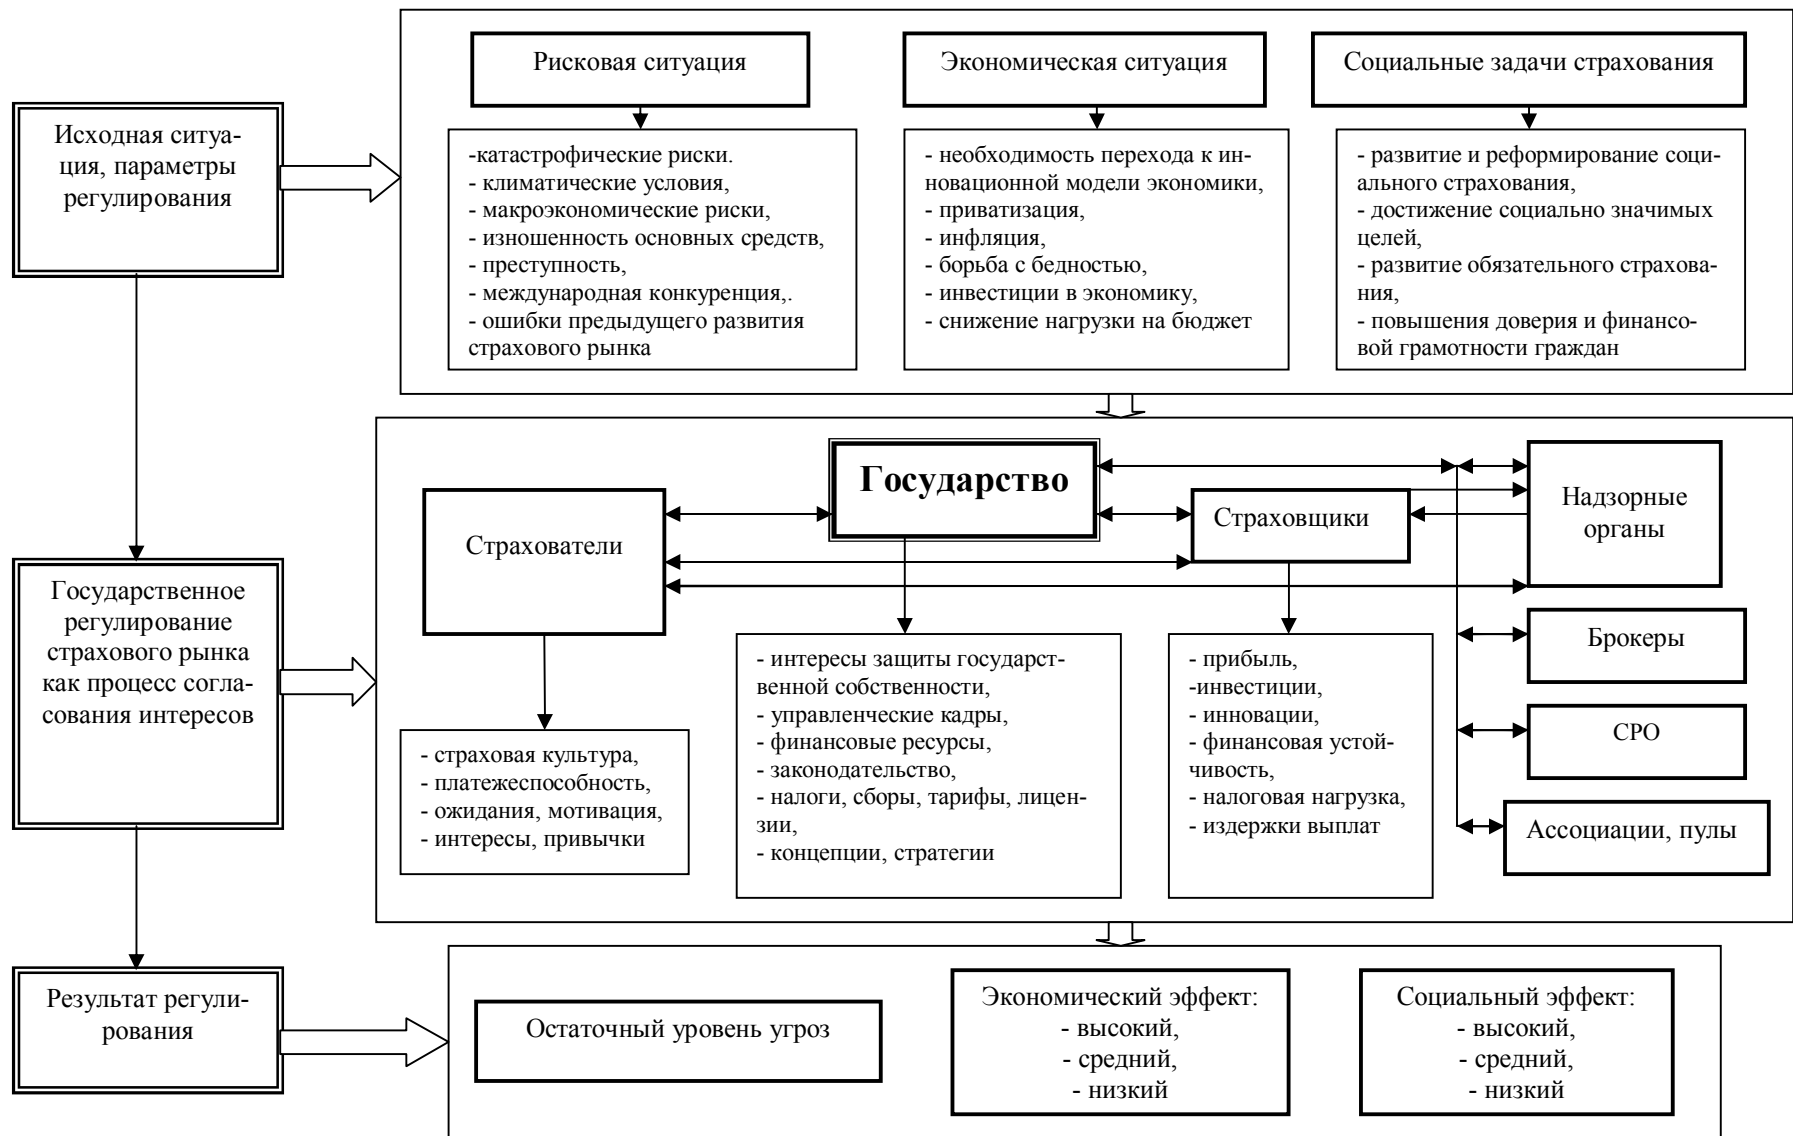 Рисковая ситуация
Экономическая ситуация
Социальные задачи страхования
Исходная ситуа-
ция, параметры
регулирования
-катастрофические риски.
- климатические условия,
- макроэкономические риски,
- изношенность основных средств,
- преступность,
- международная конкуренция,.
- ошибки предыдущего развития
страхового рынка
- необходимость перехода к ин-
новационной модели экономики,
- приватизация,
- инфляция,
- борьба с бедностью,
- инвестиции в экономику,
- снижение нагрузки на бюджет
- развитие и реформирование соци-
ального страхования,
- достижение социально значимых
целей,
- развитие обязательного страхова-
ния,
- повышения доверия и финансо-
вой грамотности граждан
Государственное
регулирование
страхового рынка
как процесс согла-
сования интересов
Государство
Страхователи
Страховщики
Надзорные
органы
Брокеры
СРО
Ассоциации, пулы
- страховая культура,
- платежеспособность,
- ожидания, мотивация,
- интересы, привычки
- интересы защиты государст-
венной собственности,
- управленческие кадры,
- финансовые ресурсы,
- законодательство,
- налоги, сборы, тарифы, лицен-
зии,
- концепции, стратегии
- прибыль,
-инвестиции,
- инновации,
- финансовая устой-
чивость,
- налоговая нагрузка,
- издержки выплат
Результат регули-
рования
Остаточный уровень угроз
Экономический эффект:
- высокий,
- средний,
- низкий
Социальный эффект:
- высокий,
- средний,
- низкий